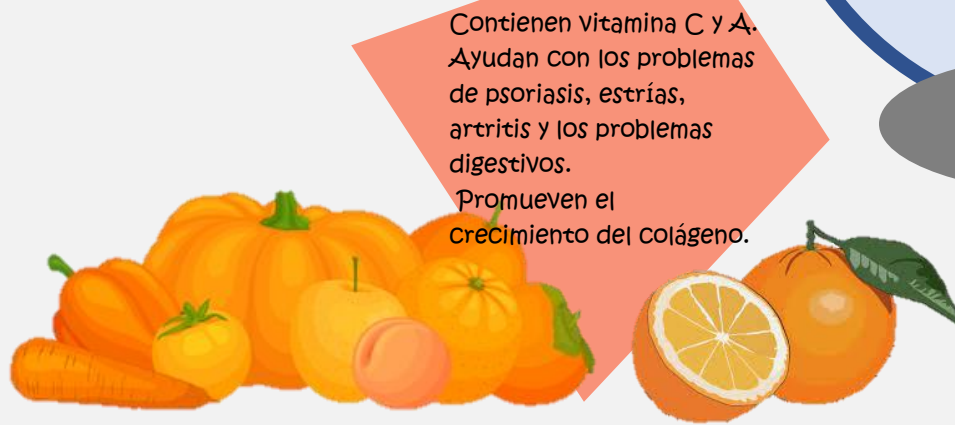 Contienen vitamina C y A.
Ayudan con los problemas
de psoriasis, estrías,
artritis y los problemas
digestivos.
Promueven el
crecimiento del colágeno.